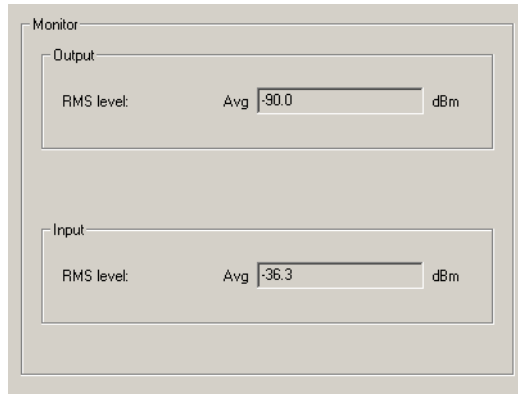 Monitor
Output
RMS level: Avg -90.0 dBm
Input
RMS level: Avg -36.3 dBm